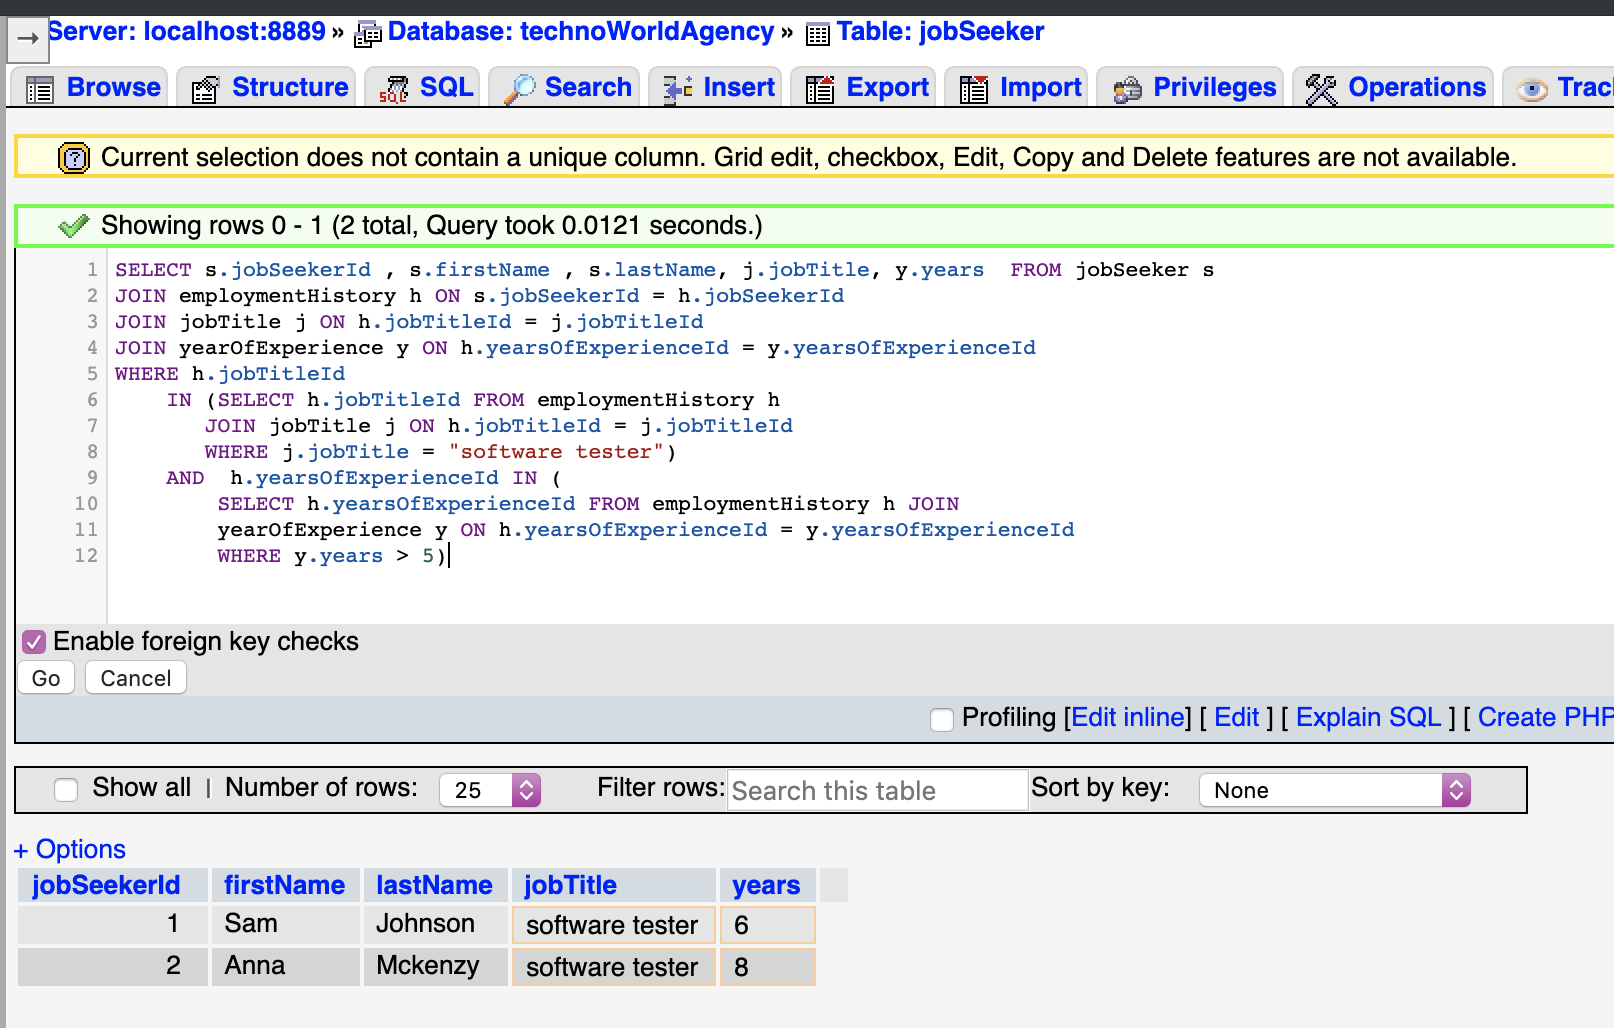 → Server: localhost:8889 » Database: technoWorldAgency » Table: jobSeeker
Browse Structure SQL Search Insert Export Import Privileges Operations
Current selection does not contain a unique column. Grid edit, checkbox, Edit, Copy and Delete features are not available.
Showing rows 0 - 1 (2 total, Query took 0.0121 seconds.)
1 SELECT s.jobSeekerId , s.firstName , s.lastName, j.jobTitle, y.years  FROM jobSeeker s
2 JOIN employmentHistory h ON s.jobSeekerId = h.jobSeekerId
3 JOIN jobTitle j ON h.jobTitleId = j.jobTitleId
4 JOIN yearOfExperience y ON h.yearsOfExperienceId = y.yearsOfExperienceId
5 WHERE h.jobTitleId
6     IN (SELECT h.jobTitleId FROM employmentHistory h
7        JOIN jobTitle j ON h.jobTitleId = j.jobTitleId
8        WHERE j.jobTitle = "software tester")
9     AND  h.yearsOfExperienceId IN (
10         SELECT h.yearsOfExperienceId FROM employmentHistory h JOIN
11         yearOfExperience y ON h.yearsOfExperienceId = y.yearsOfExperienceId
12         WHERE y.years > 5)
Enable foreign key checks
Go Cancel
Profiling [Edit inline] [ Edit ] [ Explain SQL ] [ Create PHP
Show all | Number of rows: 25 Filter rows: Search this table Sort by key: None
+ Options
jobSeekerId firstName lastName jobTitle years
1 Sam Johnson software tester 6
2 Anna Mckenzy software tester 8